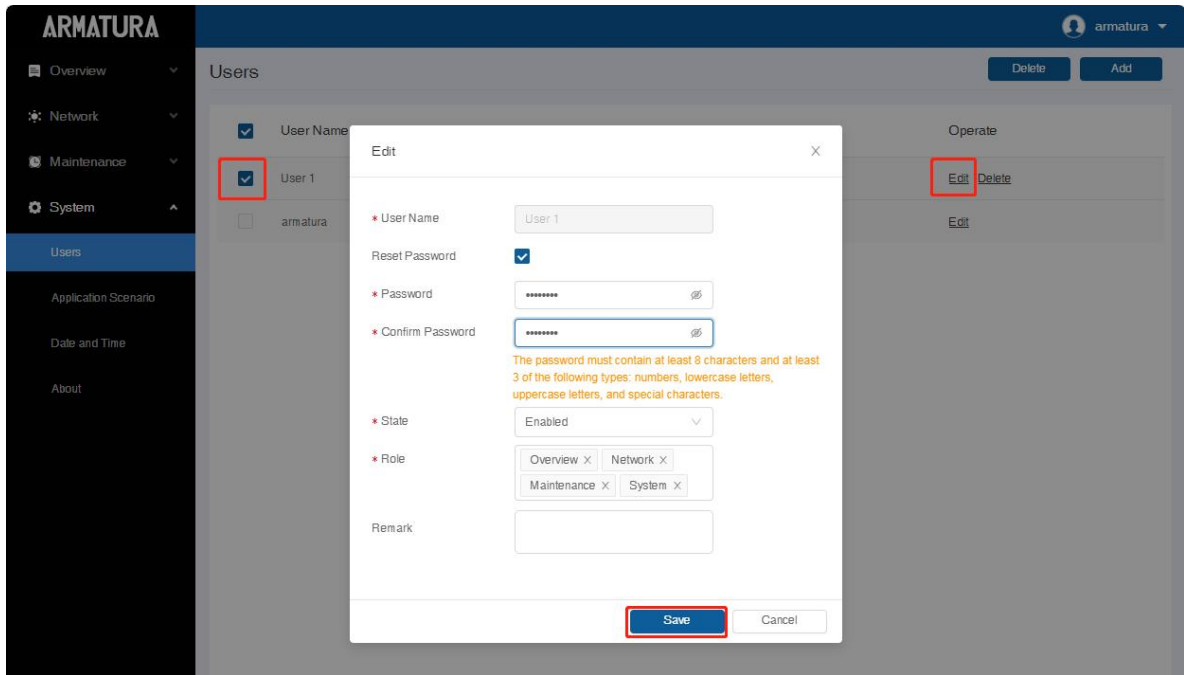 ARMATURA
armatura
Overview
Users
Delete
Add
Network
User Name
Operate
Maintenance
User 1
Edit Delete
System
armatura
Edit
Users
Application Scenario
Date and Time
About
Edit
* User Name
User 1
Reset Password
* Password
••••••••
* Confirm Password
••••••••
The password must contain at least 8 characters and at least
3 of the following types: numbers, lowercase letters,
uppercase letters, and special characters.
* State
Enabled
* Role
Overview X Network X
Maintenance X System X
Remark
Save
Cancel